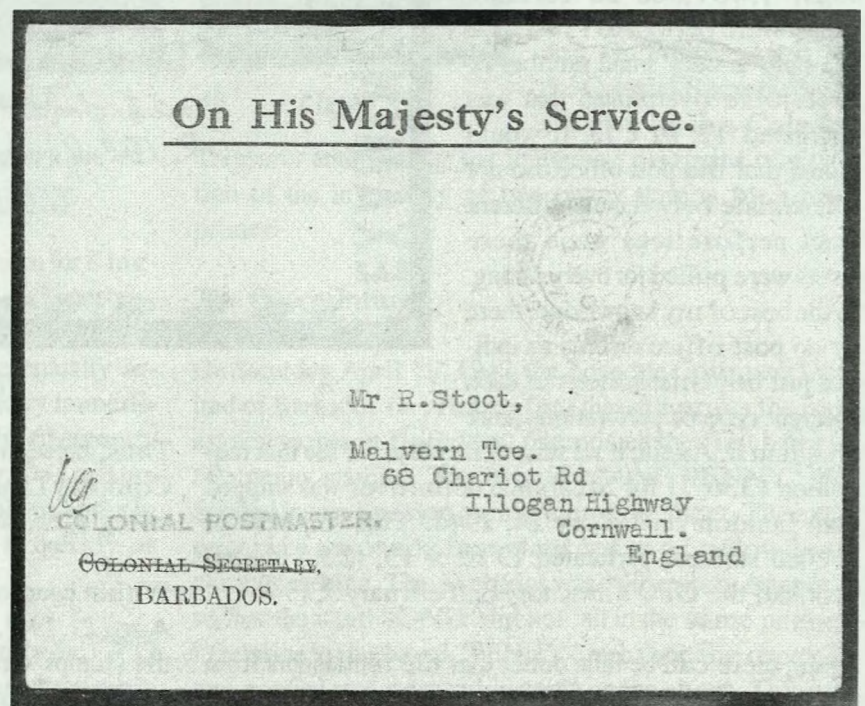 On His Majesty's Service.
Mr R.Stoot,
Malvern Tce.
68 Chariot Rd
Illogan Highway
Cornwall.
England
COLONIAL POSTMASTER.
COLONIAL SECRETARY,
BARBADOS.